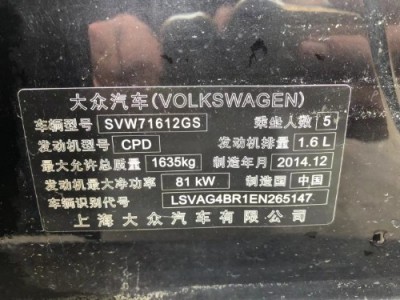 大众汽车(VOLKSWAGEN)
车辆型号 SVW71612GS 乘坐人数 5
发动机型号 CPD 发动机排量 1.6 L
最大允许总质量 1635kg 制造年月 2014.12
发动机最大净功率 81 kW 制造国 中国
车辆识别代号 LSVAG4BR1EN265147
上海大众汽车有限公司